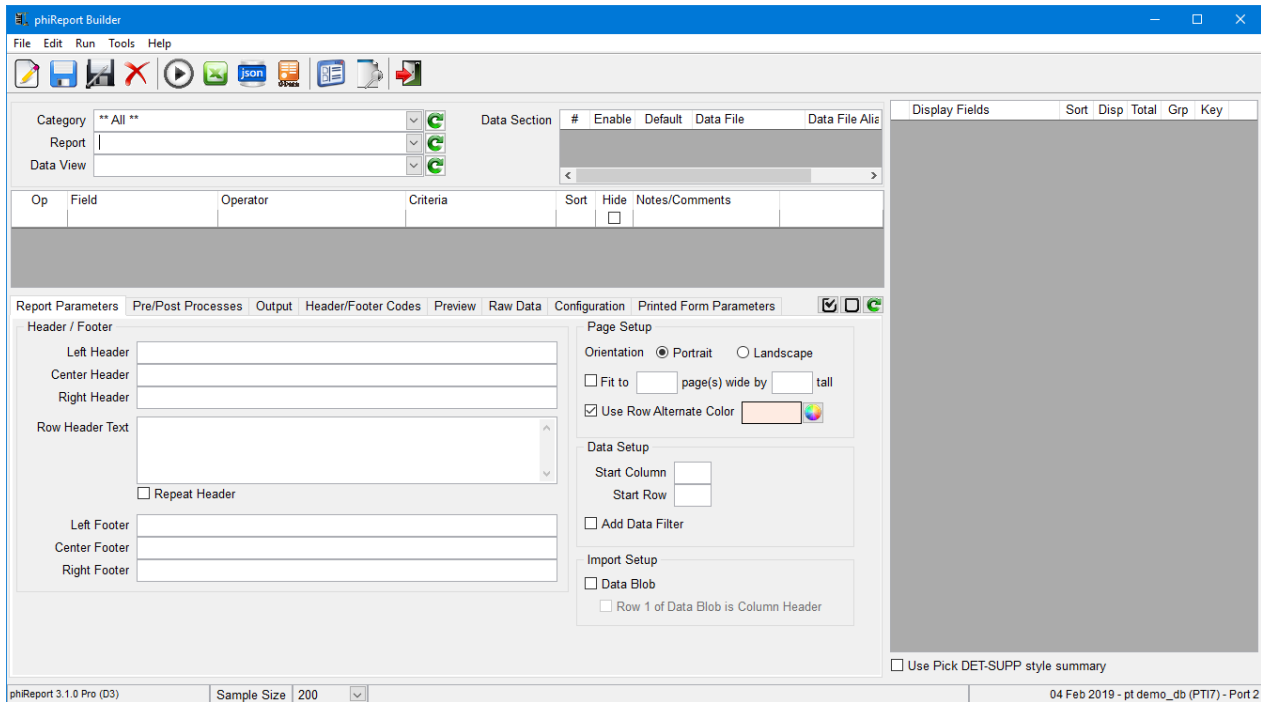 phiReport Builder
File Edit Run Tools Help
json
Category ** All **
Report
Data View
Data Section # Enable Default Data File Data File Alia
Display Fields Sort Disp Total Grp Key
Op Field Operator Criteria Sort Hide Notes/Comments
Report Parameters Pre/Post Processes Output Header/Footer Codes Preview Raw Data Configuration Printed Form Parameters
Header / Footer
Left Header
Center Header
Right Header
Row Header Text
Repeat Header
Left Footer
Center Footer
Right Footer
Page Setup
Orientation Portrait Landscape
Fit to page(s) wide by tall
Use Row Alternate Color
Data Setup
Start Column
Start Row
Add Data Filter
Import Setup
Data Blob
Row 1 of Data Blob is Column Header
Use Pick DET-SUPP style summary
phiReport 3.1.0 Pro (D3) Sample Size 200 04 Feb 2019 - pt demo_db (PTI7) - Port 2